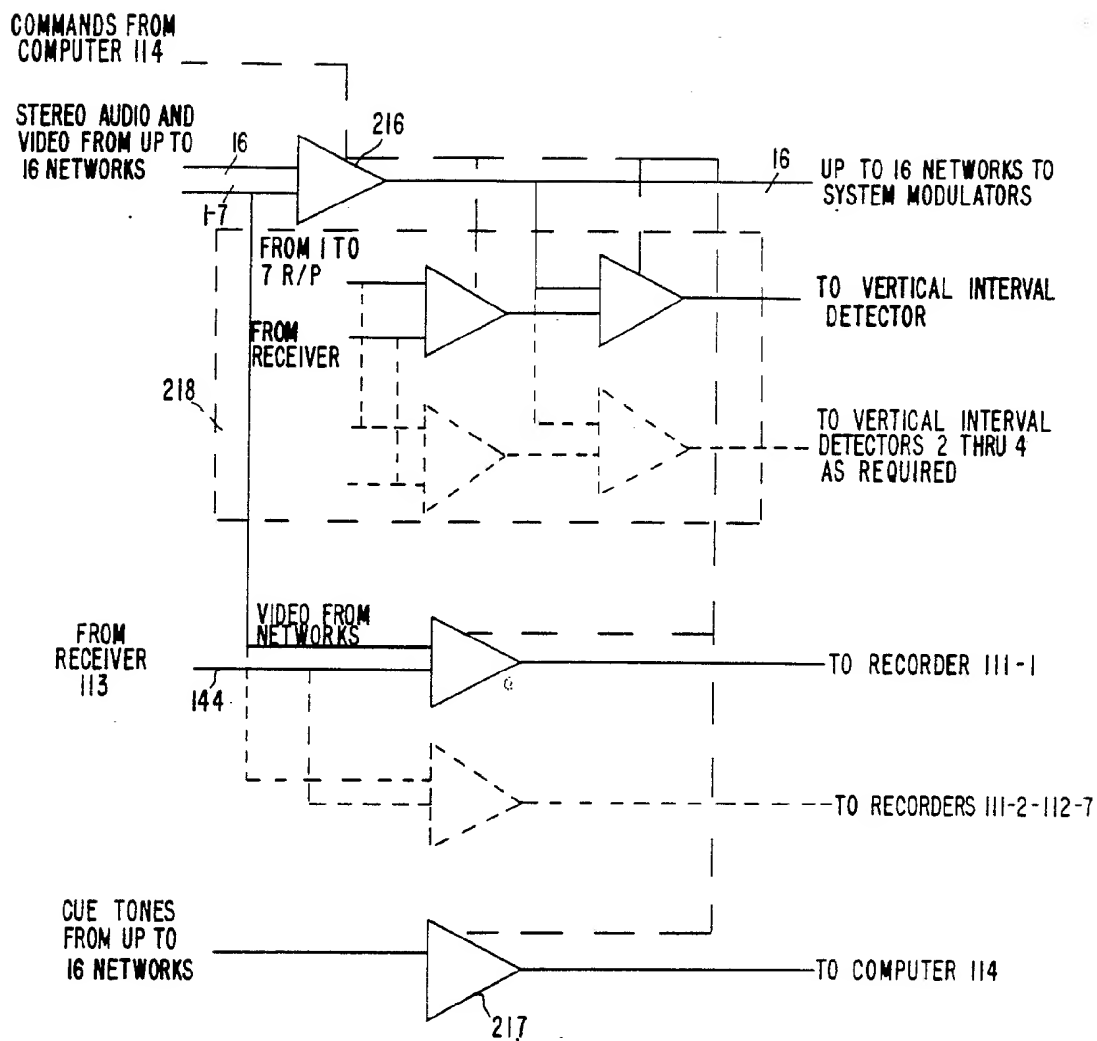 COMMANDS FROM
COMPUTER 114
STEREO AUDIO AND
VIDEO FROM UP TO
16 NETWORKS
16
1-7
216
16
UP TO 16 NETWORKS TO
SYSTEM MODULATORS
FROM 1 TO
7 R/P
FROM
RECEIVER
TO VERTICAL INTERVAL
DETECTOR
218
TO VERTICAL INTERVAL
DETECTORS 2 THRU 4
AS REQUIRED
VIDEO FROM
NETWORKS
FROM
RECEIVER
113
144
TO RECORDER 111-1
TO RECORDERS 111-2-112-7
CUE TONES
FROM UP TO
16 NETWORKS
TO COMPUTER 114
217